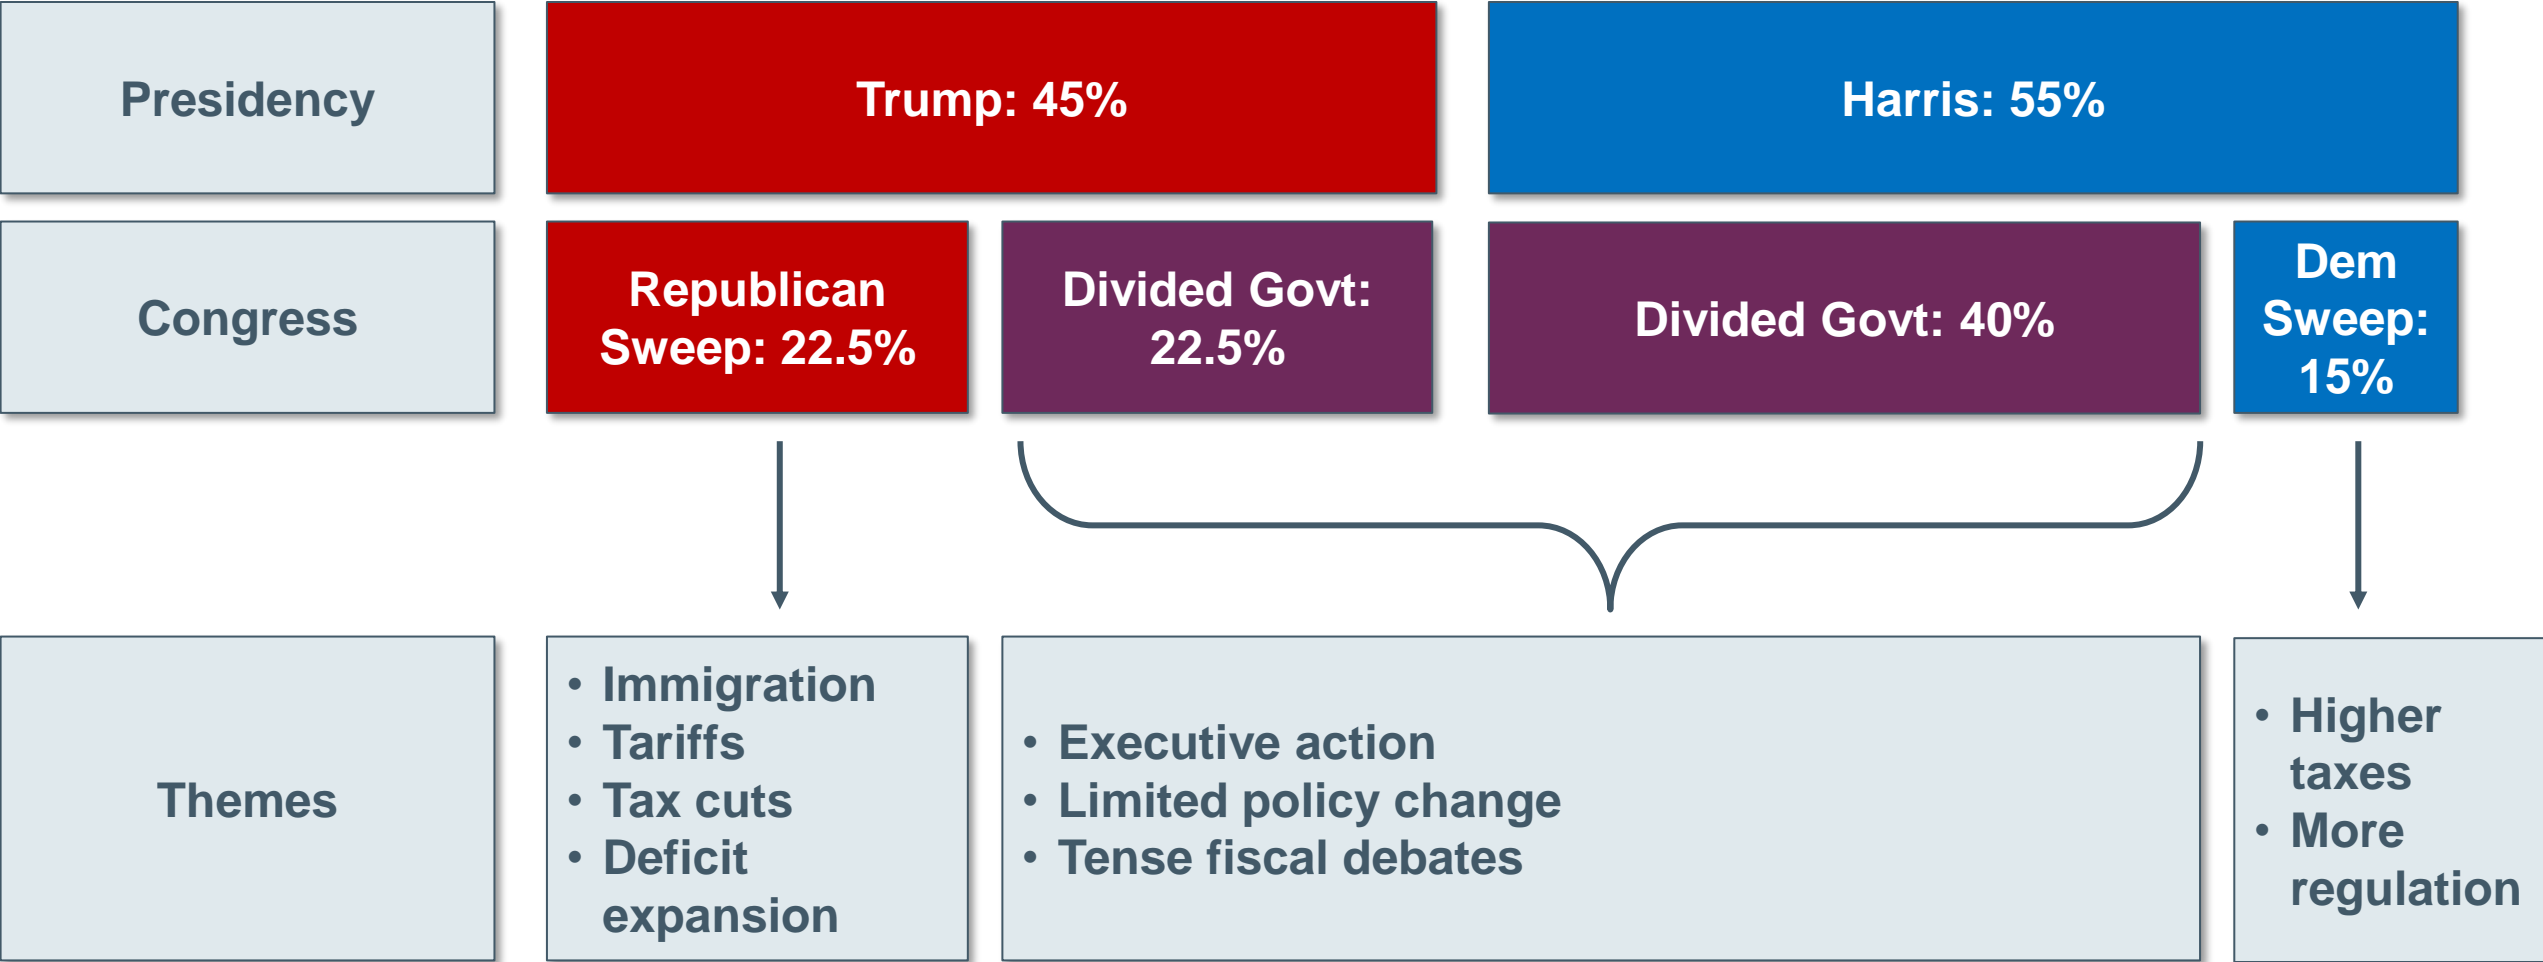 Presidency
Trump: 45%
Harris: 55%
Congress
Republican
Sweep: 22.5%
Divided Govt:
22.5%
Divided Govt: 40%
Dem
Sweep:
15%
Themes
• Immigration
• Tariffs
• Tax cuts
• Deficit
expansion
• Executive action
• Limited policy change
• Tense fiscal debates
• Higher
taxes
• More
regulation